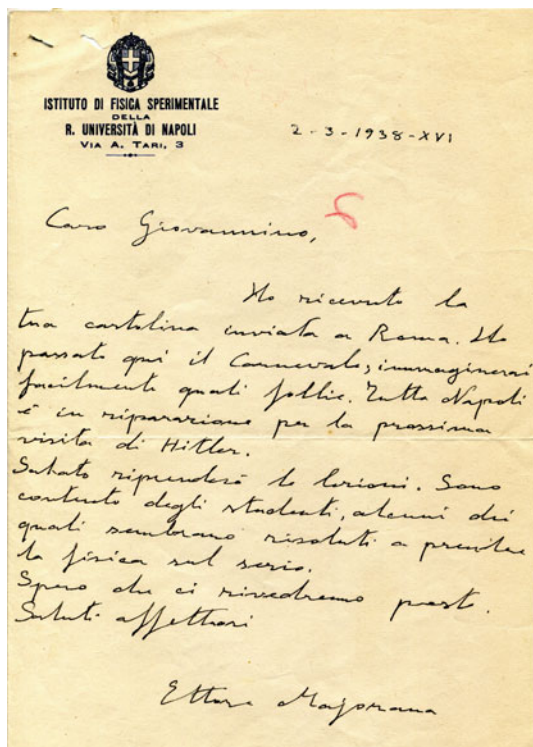 ISTITUTO DI FISICA SPERIMENTALE
DELLA
R. UNIVERSITÀ DI NAPOLI
VIA A. TARI, 3
2-3-1938-XVI
Caro Giovannino,
Ho ricevuto la
tua cartolina inviata a Roma. Ho
passato qui il Carnevale; immaginerai
facilmente quali follie. Tutta Napoli
è in riparazione per la prossima
visita di Hitler.
Sabato riprenderò le lezioni. Sono
contento degli studenti, alcuni dei
quali sembrano risoluti a prendere
la fisica sul serio.
Spero che ci rivedremo presto.
Saluti affettuosi
Ettore Majorana